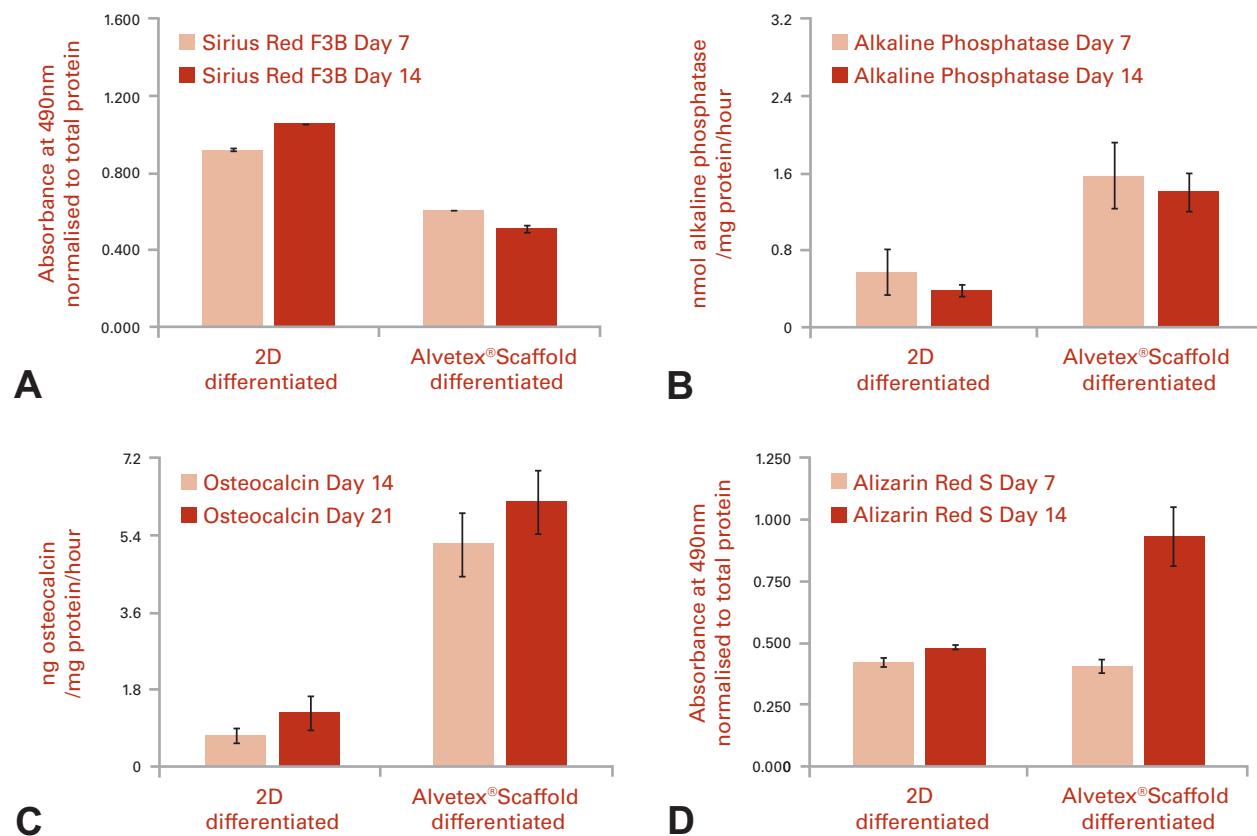 1.600
1.200
0.800
0.400
0.000
Absorbance at 490nm
normalised to total protein
Sirius Red F3B Day 7
Sirius Red F3B Day 14
2D
differentiated
Alvetex®Scaffold
differentiated
A
3.2
2.4
1.6
0.8
0
nmol alkaline phosphatase
/mg protein/hour
Alkaline Phosphatase Day 7
Alkaline Phosphatase Day 14
2D
differentiated
Alvetex®Scaffold
differentiated
B
7.2
5.4
3.6
1.8
0
ng osteocalcin
/mg protein/hour
Osteocalcin Day 14
Osteocalcin Day 21
2D
differentiated
Alvetex®Scaffold
differentiated
C
1.250
1.000
0.750
0.500
0.250
0.000
Absorbance at 490nm
normalised to total protein
Alizarin Red S Day 7
Alizarin Red S Day 14
2D
differentiated
Alvetex®Scaffold
differentiated
D